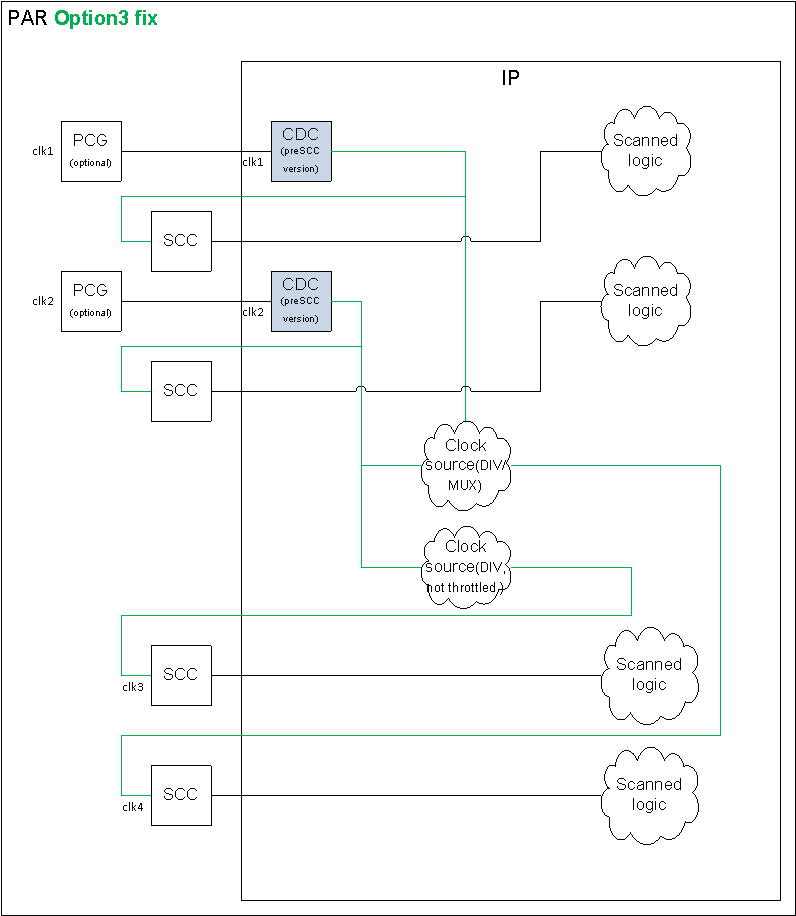 PAR Option3 fix
IP
clk1
PCG
(optional)
clk1
CDC
(preSCC
version)
Scanned
logic
SCC
clk2
PCG
(optional)
clk2
CDC
(preSCC
version)
Scanned
logic
SCC
Clock
source(DIV/
MUX)
Clock
source(DIV,
not throttled,)
clk3
SCC
Scanned
logic
clk4
SCC
Scanned
logic